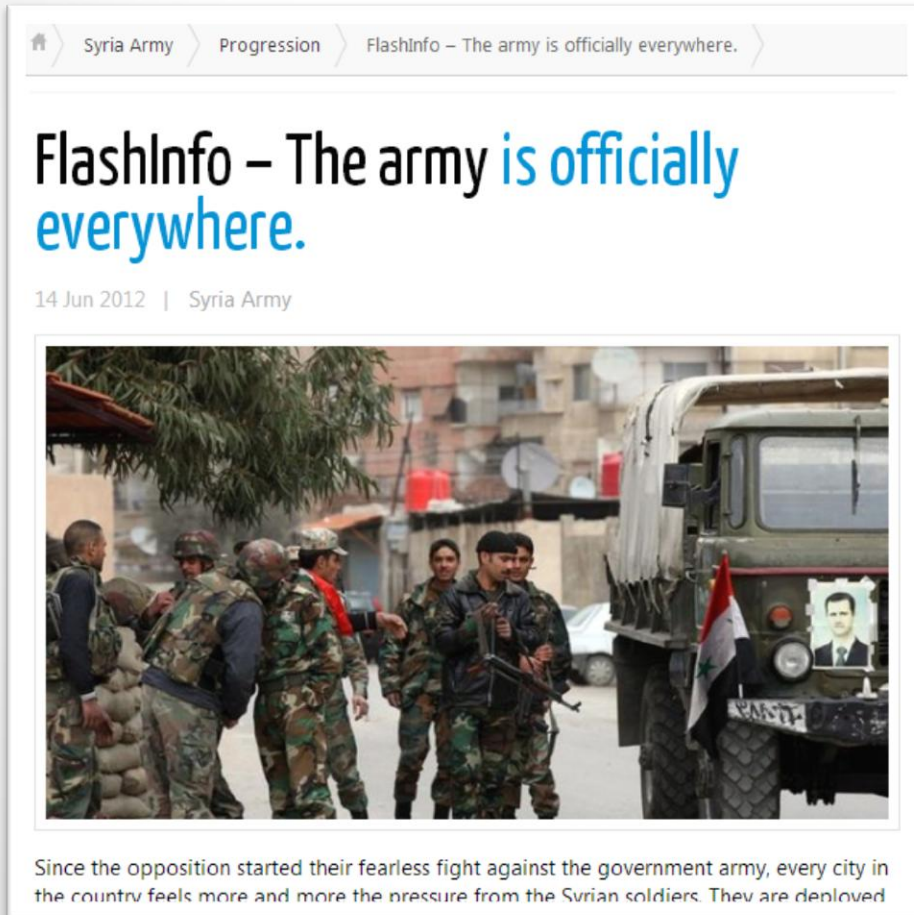 Syria Army Progression FlashInfo – The army is officially everywhere.
FlashInfo – The army is officially
everywhere.
14 Jun 2012 | Syria Army
Since the opposition started their fearless fight against the government army, every city in
the country feels more and more the pressure from the Syrian soldiers. They are deployed